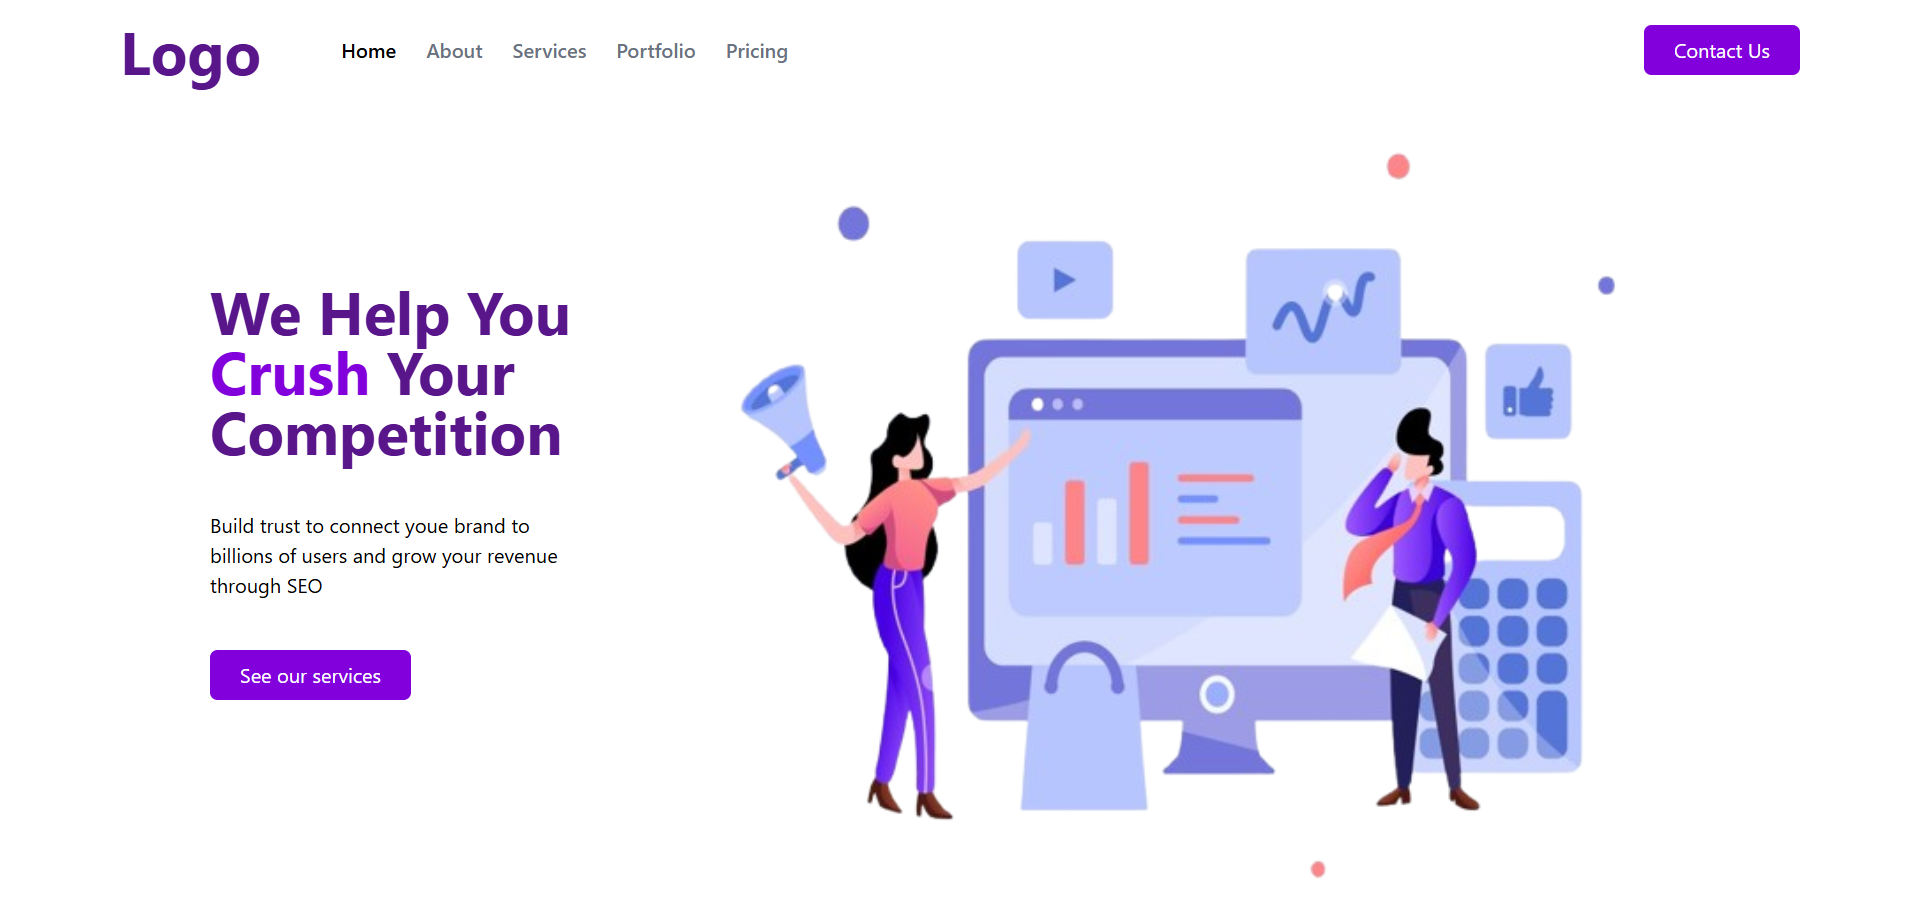 Logo
Home About Services Portfolio Pricing
Contact Us
We Help You
Crush Your
Competition
Build trust to connect youe brand to
billions of users and grow your revenue
through SEO
See our services